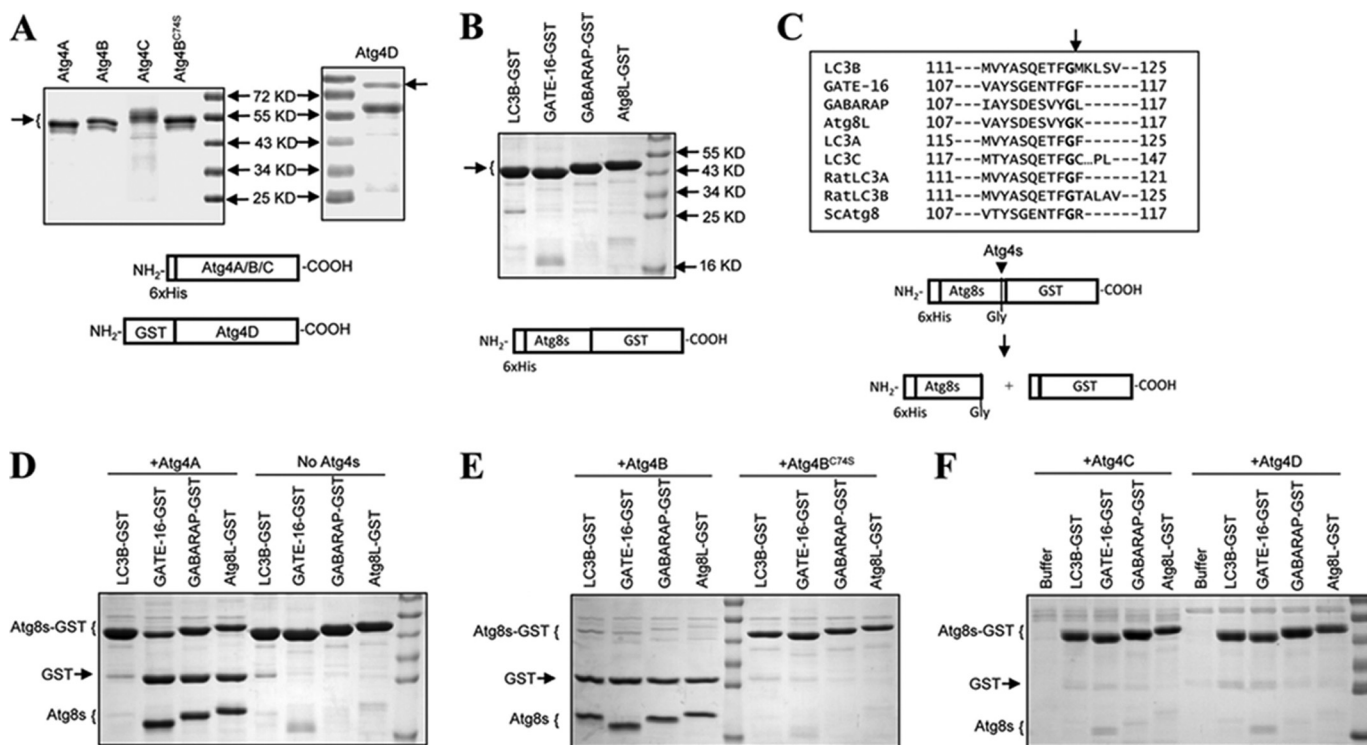 A
Atg4A
Atg4B
Atg4C
Atg4B^C74S
Atg4D
72 KD
55 KD
43 KD
34 KD
25 KD
NH2- Atg4A/B/C -COOH
6xHis
NH2- GST Atg4D -COOH
B
LC3B-GST
GATE-16-GST
GABARAP-GST
Atg8L-GST
55 KD
43 KD
34 KD
25 KD
16 KD
NH2- Atg8s GST -COOH
6xHis
C
LC3B 111---MVYASQETFGMKLSV--125
GATE-16 107---VAYSGENTFGF------117
GABARAP 107---IAYSDESVYGL------117
Atg8L 107---VAYSDESVYGK------117
LC3A 115---MVYASQETFGF------121
LC3C 117---MTYASQETFGC…PL---147
RatLC3A 111---MVYASQETFGF------121
RatLC3B 111---MVYASQETFGTALAV--125
ScAtg8 107---VTYSGENTFGR------117
Atg4s
NH2- Atg8s GST -COOH
6xHis Gly
NH2- Atg8s + GST -COOH
6xHis Gly
D
+Atg4A No Atg4s
LC3B-GST
GATE-16-GST
GABARAP-GST
Atg8L-GST
LC3B-GST
GATE-16-GST
GABARAP-GST
Atg8L-GST
Atg8s-GST {
GST
Atg8s {
E
+Atg4B +Atg4B^C74S
LC3B-GST
GATE-16-GST
GABARAP-GST
Atg8L-GST
LC3B-GST
GATE-16-GST
GABARAP-GST
Atg8L-GST
Atg8s-GST {
GST
Atg8s {
F
+Atg4C +Atg4D
Buffer
LC3B-GST
GATE-16-GST
GABARAP-GST
Atg8L-GST
Buffer
LC3B-GST
GATE-16-GST
GABARAP-GST
Atg8L-GST
Atg8s-GST {
GST
Atg8s {